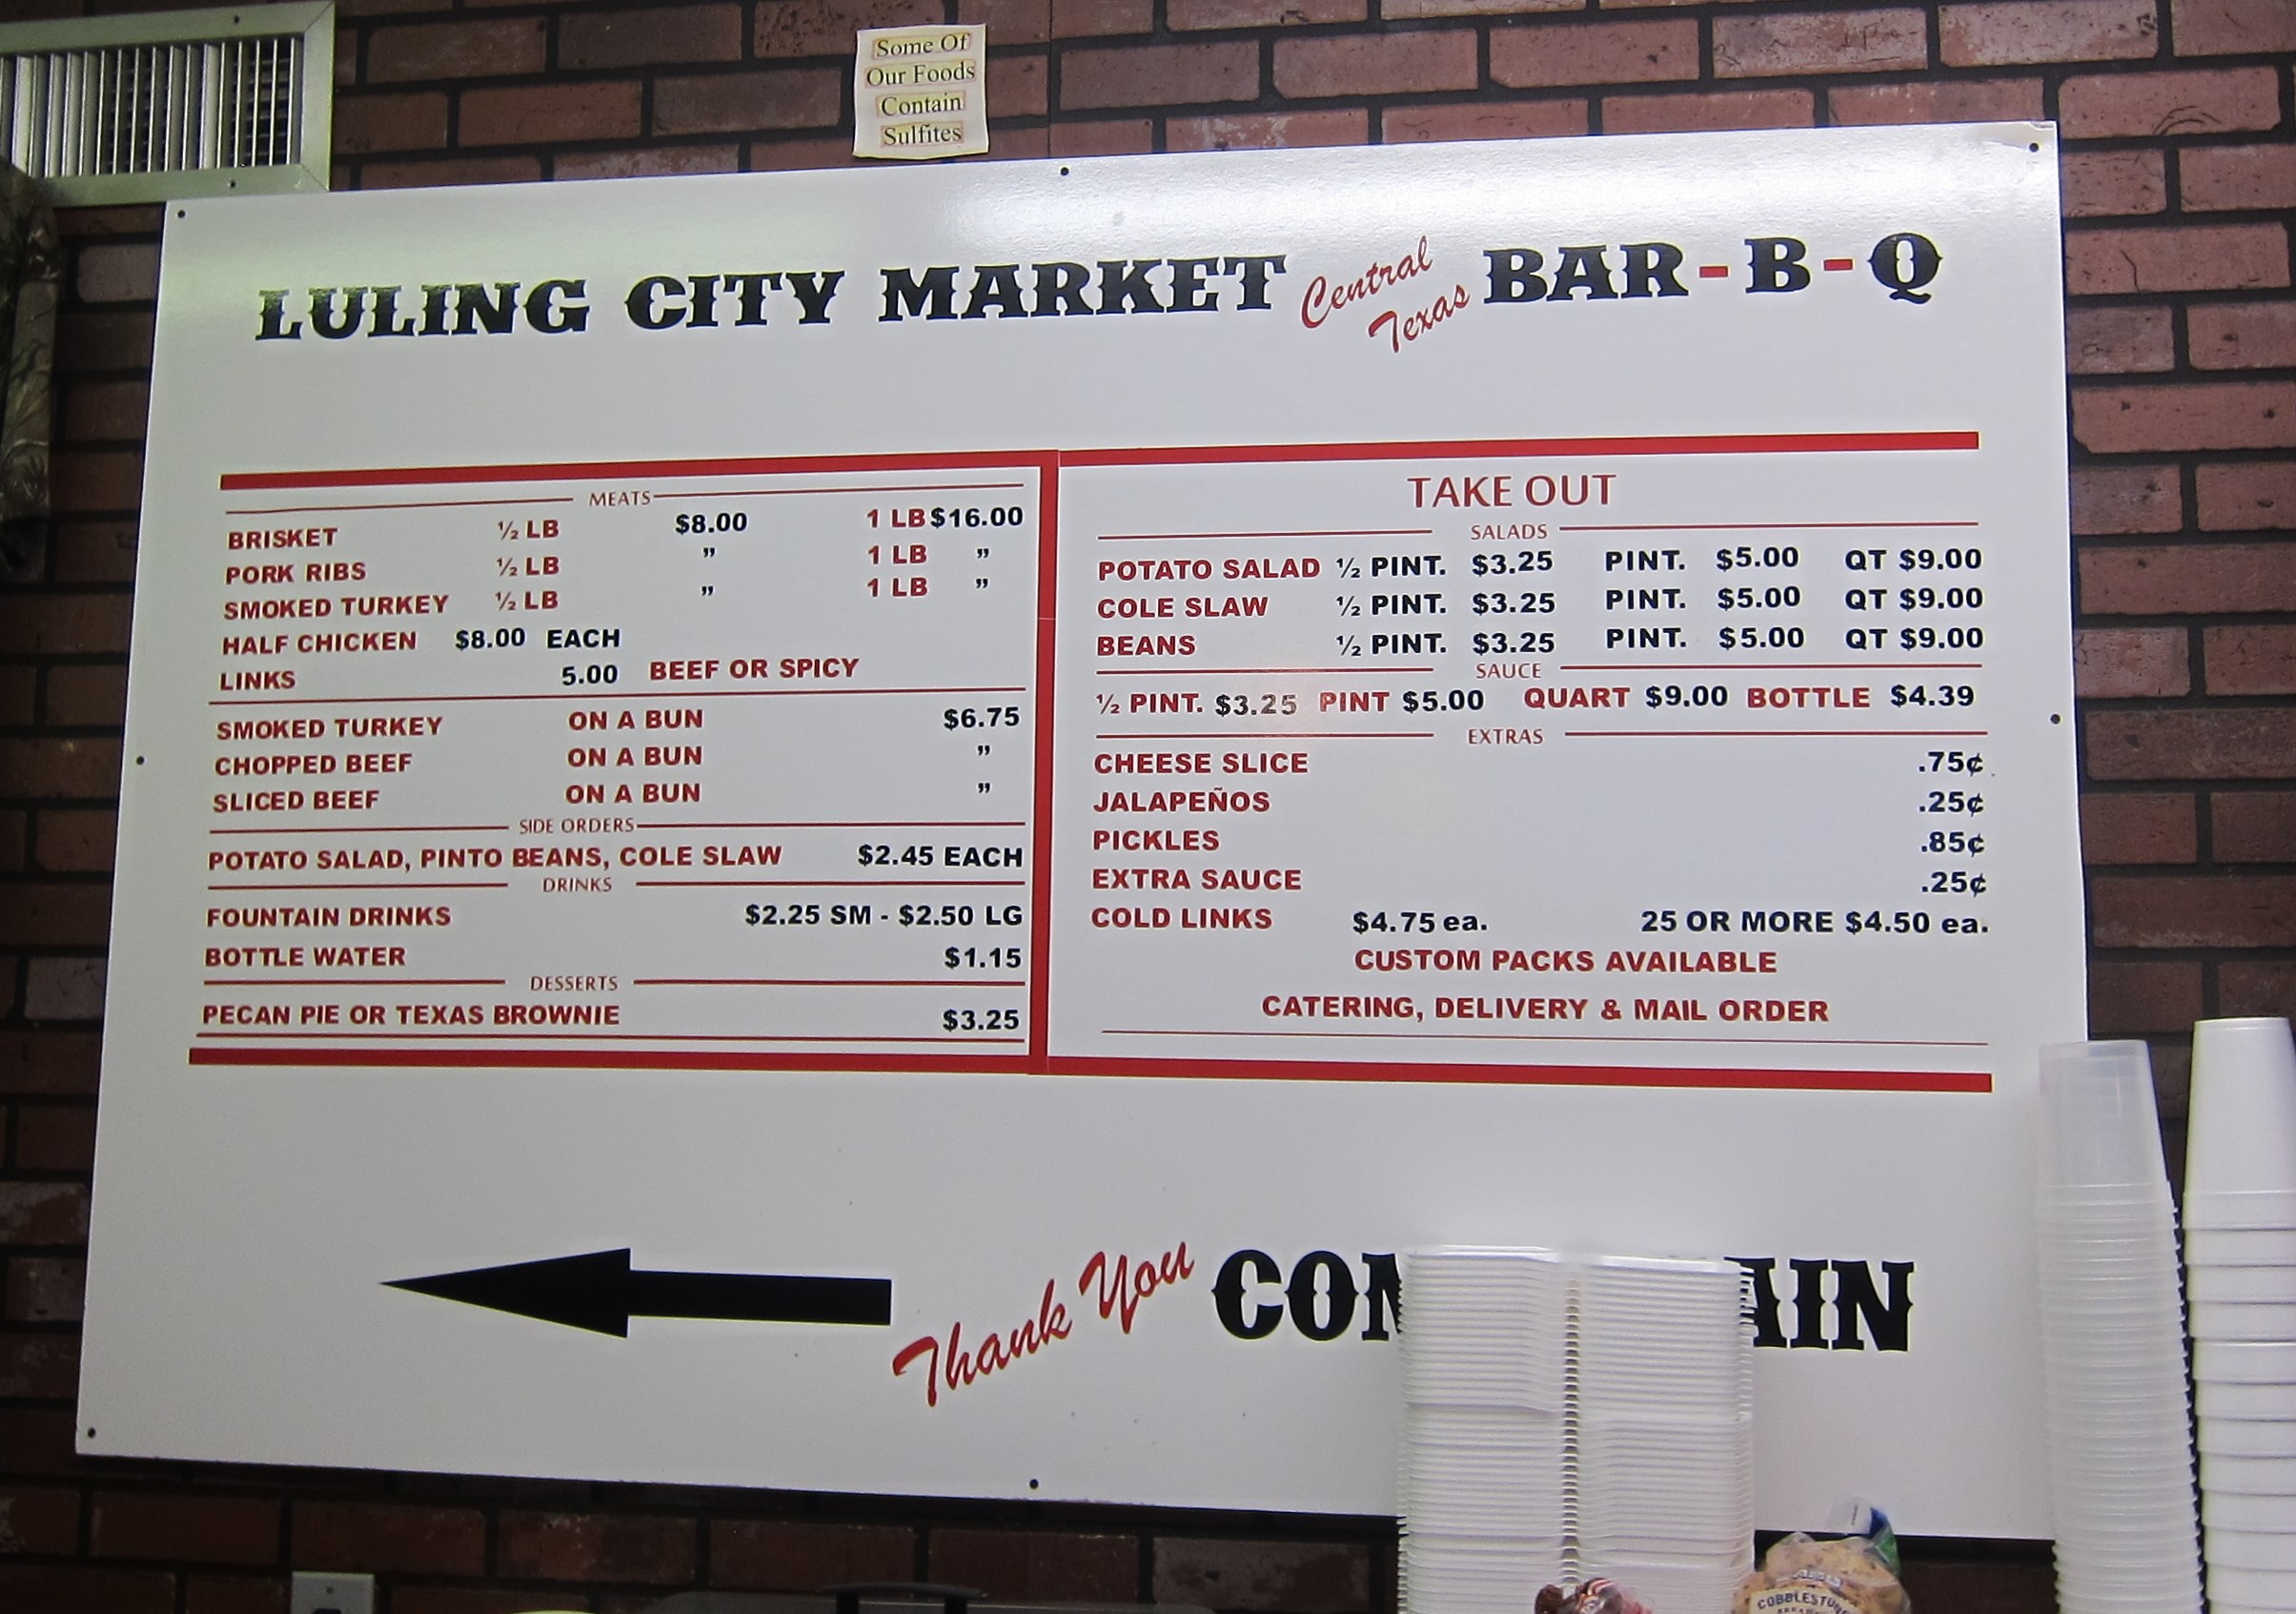 Some Of
Our Foods
Contain
Sulfites
LULING CITY MARKET Central Texas BAR-B-Q
MEATS
BRISKET ½ LB $8.00 1 LB $16.00
PORK RIBS ½ LB " 1 LB "
SMOKED TURKEY ½ LB " 1 LB "
HALF CHICKEN $8.00 EACH
LINKS 5.00 BEEF OR SPICY
SMOKED TURKEY ON A BUN $6.75
CHOPPED BEEF ON A BUN "
SLICED BEEF ON A BUN "
SIDE ORDERS
POTATO SALAD, PINTO BEANS, COLE SLAW $2.45 EACH
DRINKS
FOUNTAIN DRINKS $2.25 SM - $2.50 LG
BOTTLE WATER $1.15
DESSERTS
PECAN PIE OR TEXAS BROWNIE $3.25
TAKE OUT
SALADS
POTATO SALAD ½ PINT. $3.25 PINT. $5.00 QT $9.00
COLE SLAW ½ PINT. $3.25 PINT. $5.00 QT $9.00
BEANS ½ PINT. $3.25 PINT. $5.00 QT $9.00
SAUCE
½ PINT. $3.25 PINT $5.00 QUART $9.00 BOTTLE $4.39
EXTRAS
CHEESE SLICE .75¢
JALAPEÑOS .25¢
PICKLES .85¢
EXTRA SAUCE .25¢
COLD LINKS $4.75 ea. 25 OR MORE $4.50 ea.
CUSTOM PACKS AVAILABLE
CATERING, DELIVERY & MAIL ORDER
Thank You